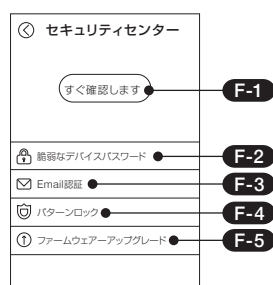 セキュリティセンター
すぐ確認します
F-1
脆弱なデバイスパスワード
F-2
Email認証
F-3
パターンロック
F-4
ファームウェアーアップグレード
F-5